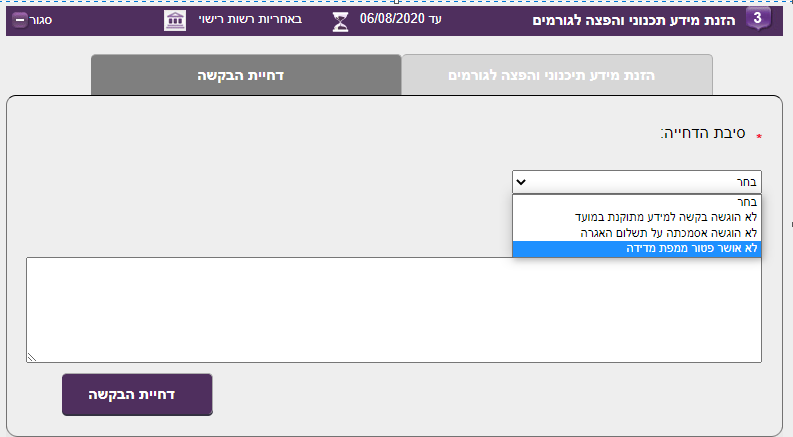 3 הזנת מידע תכנוני והפצה לגורמים עד 06/08/2020 באחריות רשות רישוי סגור
הזנת מידע תיכנוני והפצה לגורמים דחיית הבקשה
* סיבת הדחייה:
בחר
בחר
לא הוגשה בקשה למידע מתוקנת במועד
לא הוגשה אסמכתה על תשלום האגרה
לא אושר פטור ממפת מדידה
דחיית הבקשה